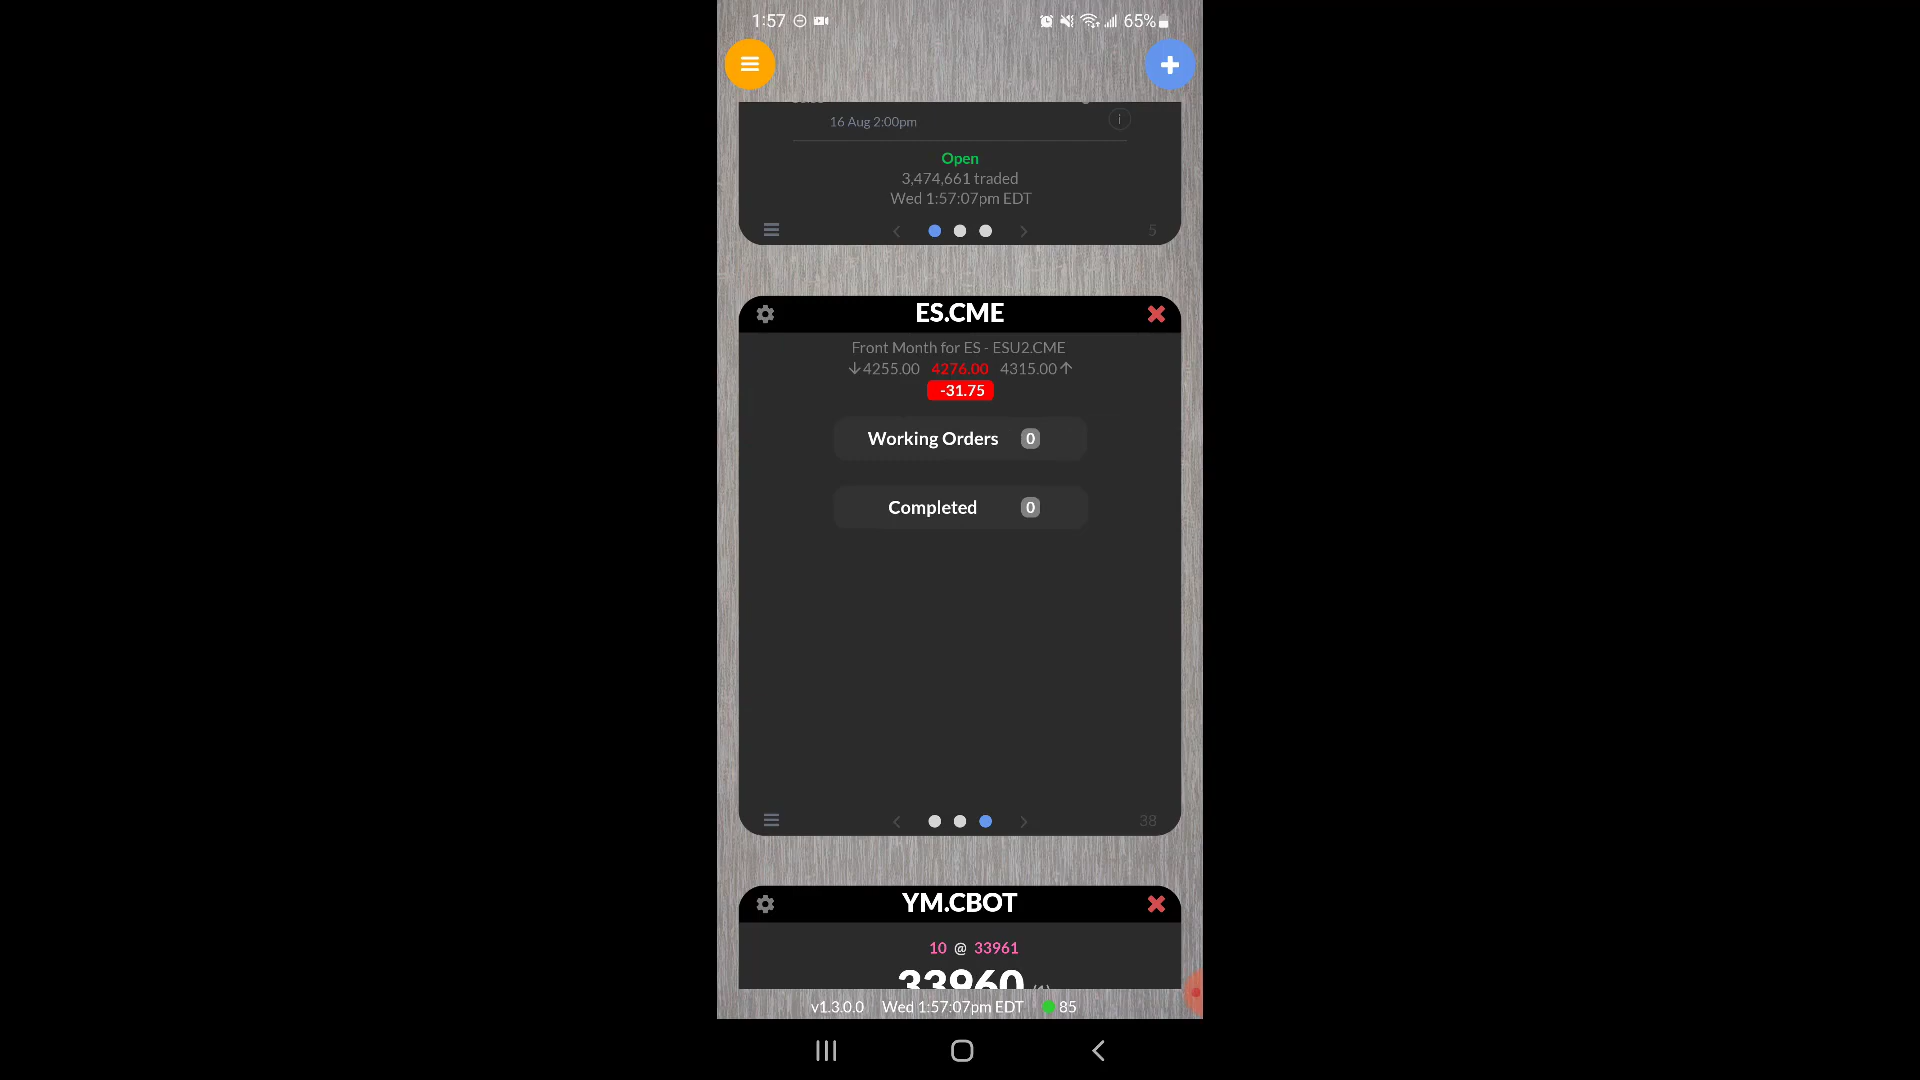 1:57 65%
16 Aug 2:00pm
Open
3,474,661 traded
Wed 1:57:07pm EDT
5
ES.CME
Front Month for ES - ESU2.CME
↓4255.00 4276.00 4315.00↑
-31.75
Working Orders 0
Completed 0
38
YM.CBOT
10 @ 33961
33960
v1.3.0.0 Wed 1:57:07pm EDT 85